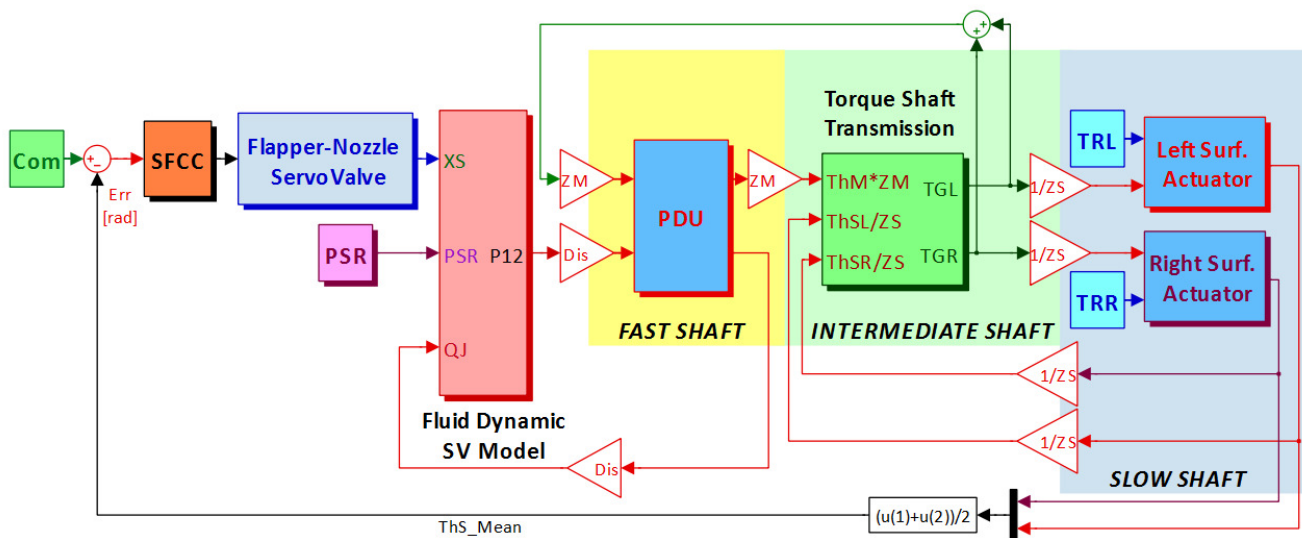 Com
+
−
Err
[rad]
SFCC
Flapper-Nozzle
ServoValve
PSR
XS
PSR
P12
QJ
Fluid Dynamic
SV Model
ZM
Dis
Dis
PDU
ZM
FAST SHAFT
+
+
Torque Shaft
Transmission
ThM*ZM
ThSL/ZS
ThSR/ZS
TGL
TGR
INTERMEDIATE SHAFT
1/ZS
1/ZS
1/ZS
1/ZS
TRL
Left Surf.
Actuator
Right Surf.
Actuator
TRR
SLOW SHAFT
(u(1)+u(2))/2
ThS_Mean